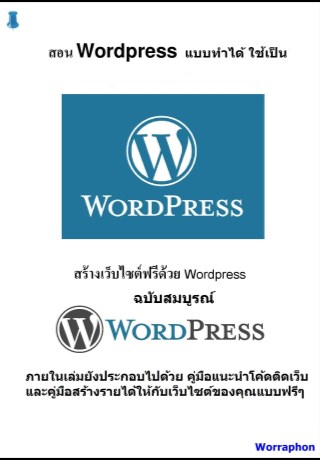 สอน Wordpress แบบทำได้ ใช้เป็น
WORDPRESS
สร้างเว็บไซต์ฟรีด้วย Wordpress
ฉบับสมบูรณ์
WORDPRESS
ภายในเล่มยังประกอบไปด้วย คู่มือแนะนำโค้ดติดเว็บ
และคู่มือสร้างรายได้ให้กับเว็บไซต์ของคุณแบบฟรีๆ
Worraphon